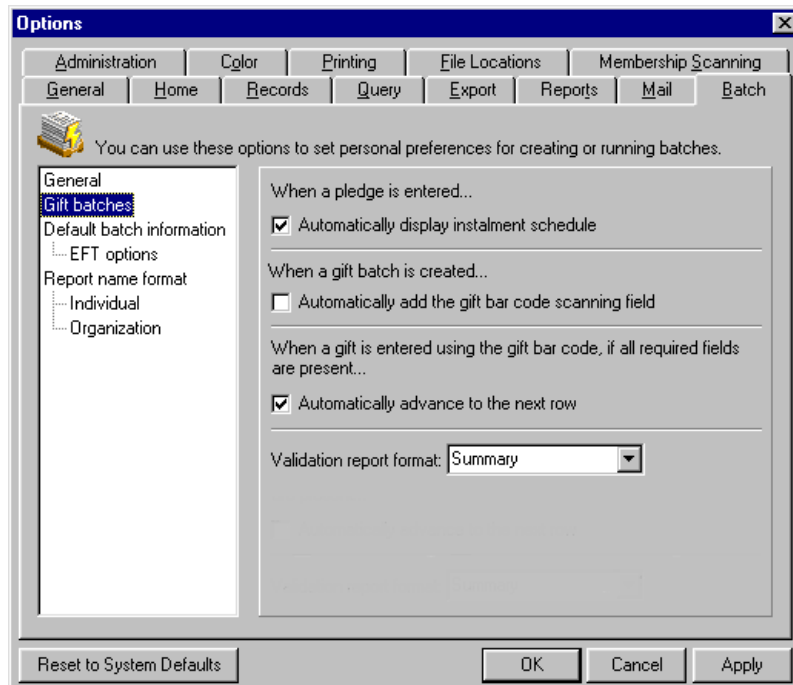 Options
Administration Color Printing File Locations Membership Scanning
General Home Records Query Export Reports Mail Batch
You can use these options to set personal preferences for creating or running batches.
General
Gift batches
Default batch information
EFT options
Report name format
Individual
Organization
When a pledge is entered...
Automatically display instalment schedule
When a gift batch is created...
Automatically add the gift bar code scanning field
When a gift is entered using the gift bar code, if all required fields
are present...
Automatically advance to the next row
Validation report format: Summary
Reset to System Defaults OK Cancel Apply